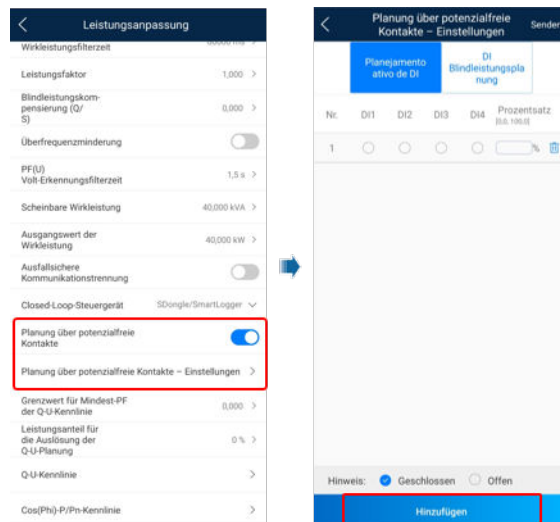 Leistungsanpassung
Wirkleistungsfilterzeit
Leistungsfaktor 1,000
Blindleistungskom-
pensierung (Q/
S) 0,000
Überfrequenzminderung
PF(U)
Volt-Erkennungsfilterzeit 1,5 s
Scheinbare Wirkleistung 40,000 kVA
Ausgangswert der
Wirkleistung 40,000 kW
Ausfallsichere
Kommunikationstrennung
Closed-Loop-Steuergerät SDongle/SmartLogger
Planung über potenzialfreie
Kontakte
Planung über potenzialfreie Kontakte – Einstellungen
Grenzwert für Mindest-PF
der Q-U-Kennlinie 0,000
Leistungsanteil für
die Auslösung der
Q-U-Planung 0 %
Q-U-Kennlinie
Cos(Phi)-P/Pn-Kennlinie
Planung über potenzialfreie
Kontakte – Einstellungen
Senden
Planejamento
ativo de DI
DI
Blindleistungspla
nung
Nr. DI1 DI2 DI3 DI4 Prozentsatz
[0,0, 100,0]
1 %
Hinweis: Geschlossen Offen
Hinzufügen